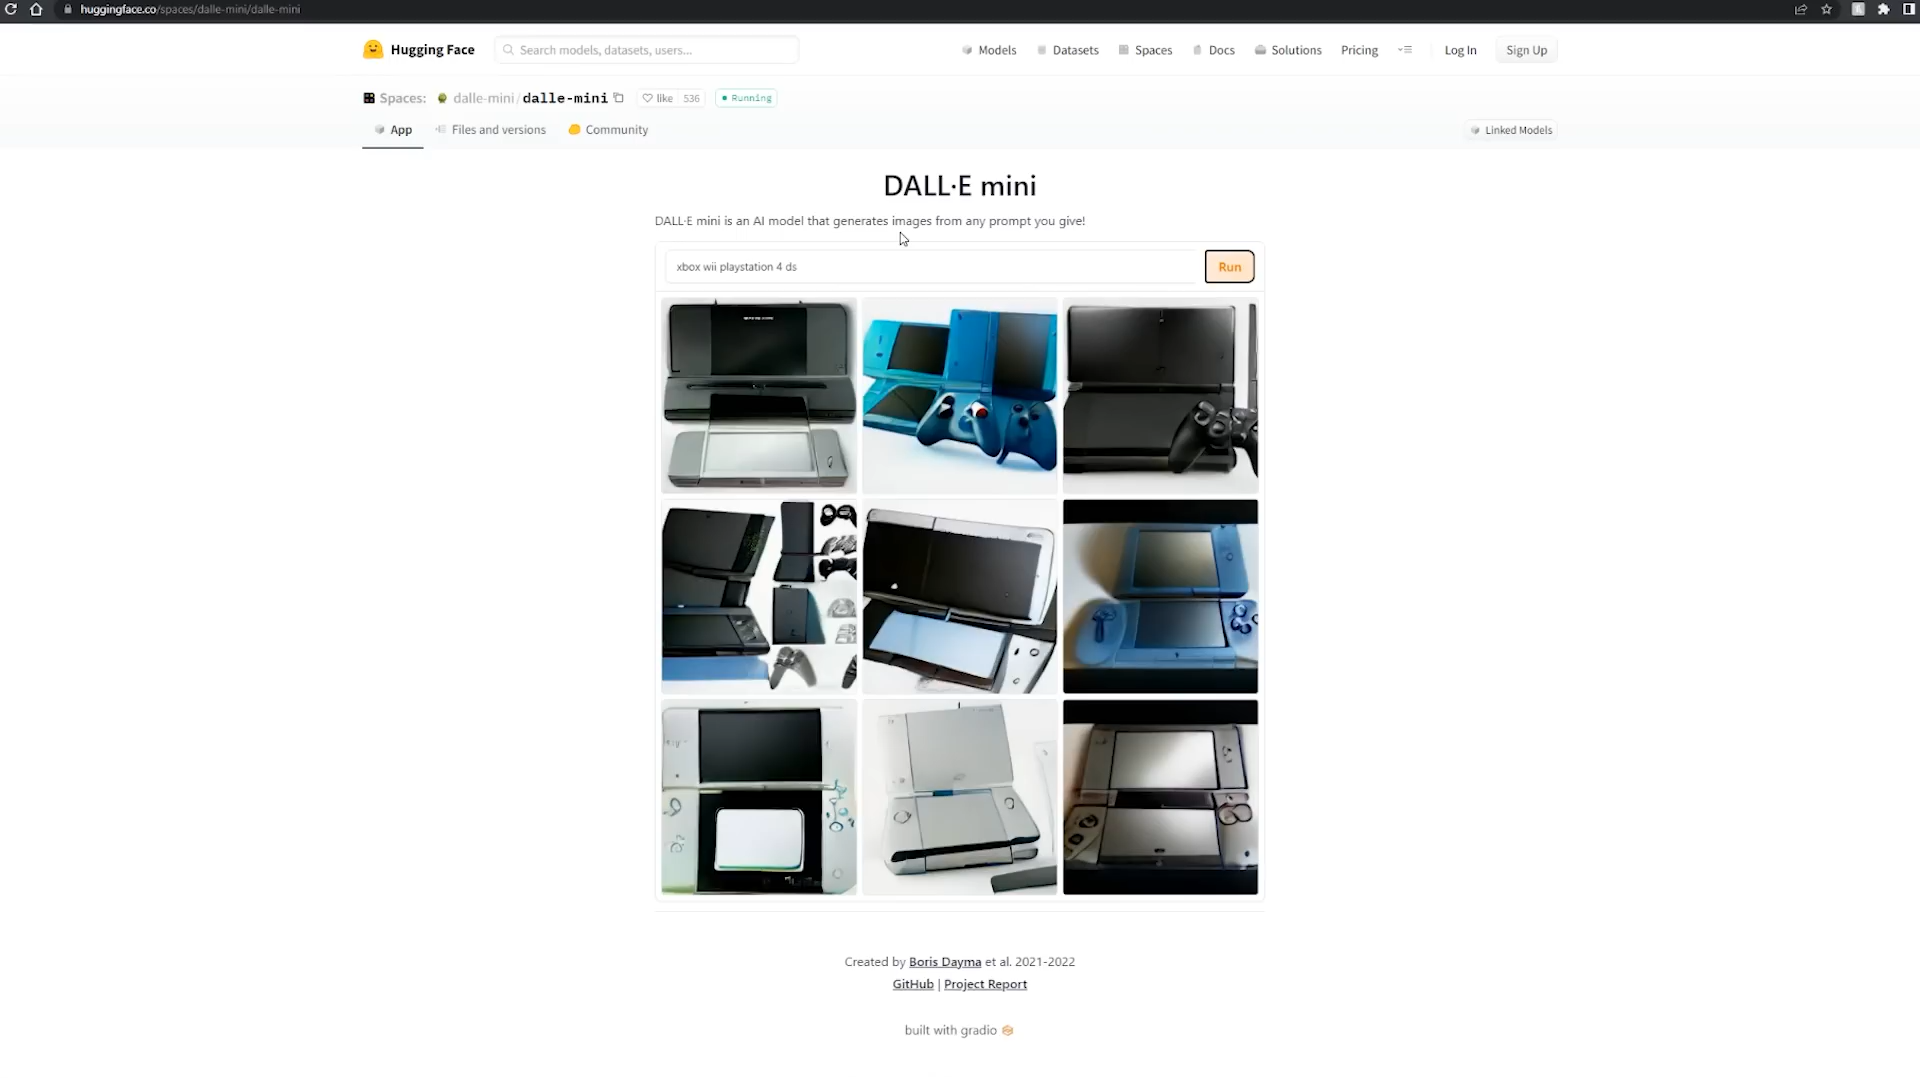 huggingface.co/spaces/dalle-mini/dalle-mini
Hugging Face
Search models, datasets, users...
Models
Datasets
Spaces
Docs
Solutions
Pricing
Log In
Sign Up
Spaces:
dalle-mini/dalle-mini
like 536
Running
App
Files and versions
Community
Linked Models
DALL·E mini
DALL·E mini is an AI model that generates images from any prompt you give!
xbox wii playstation 4 ds
Run
Created by Boris Dayma et al. 2021-2022
GitHub | Project Report
built with gradio